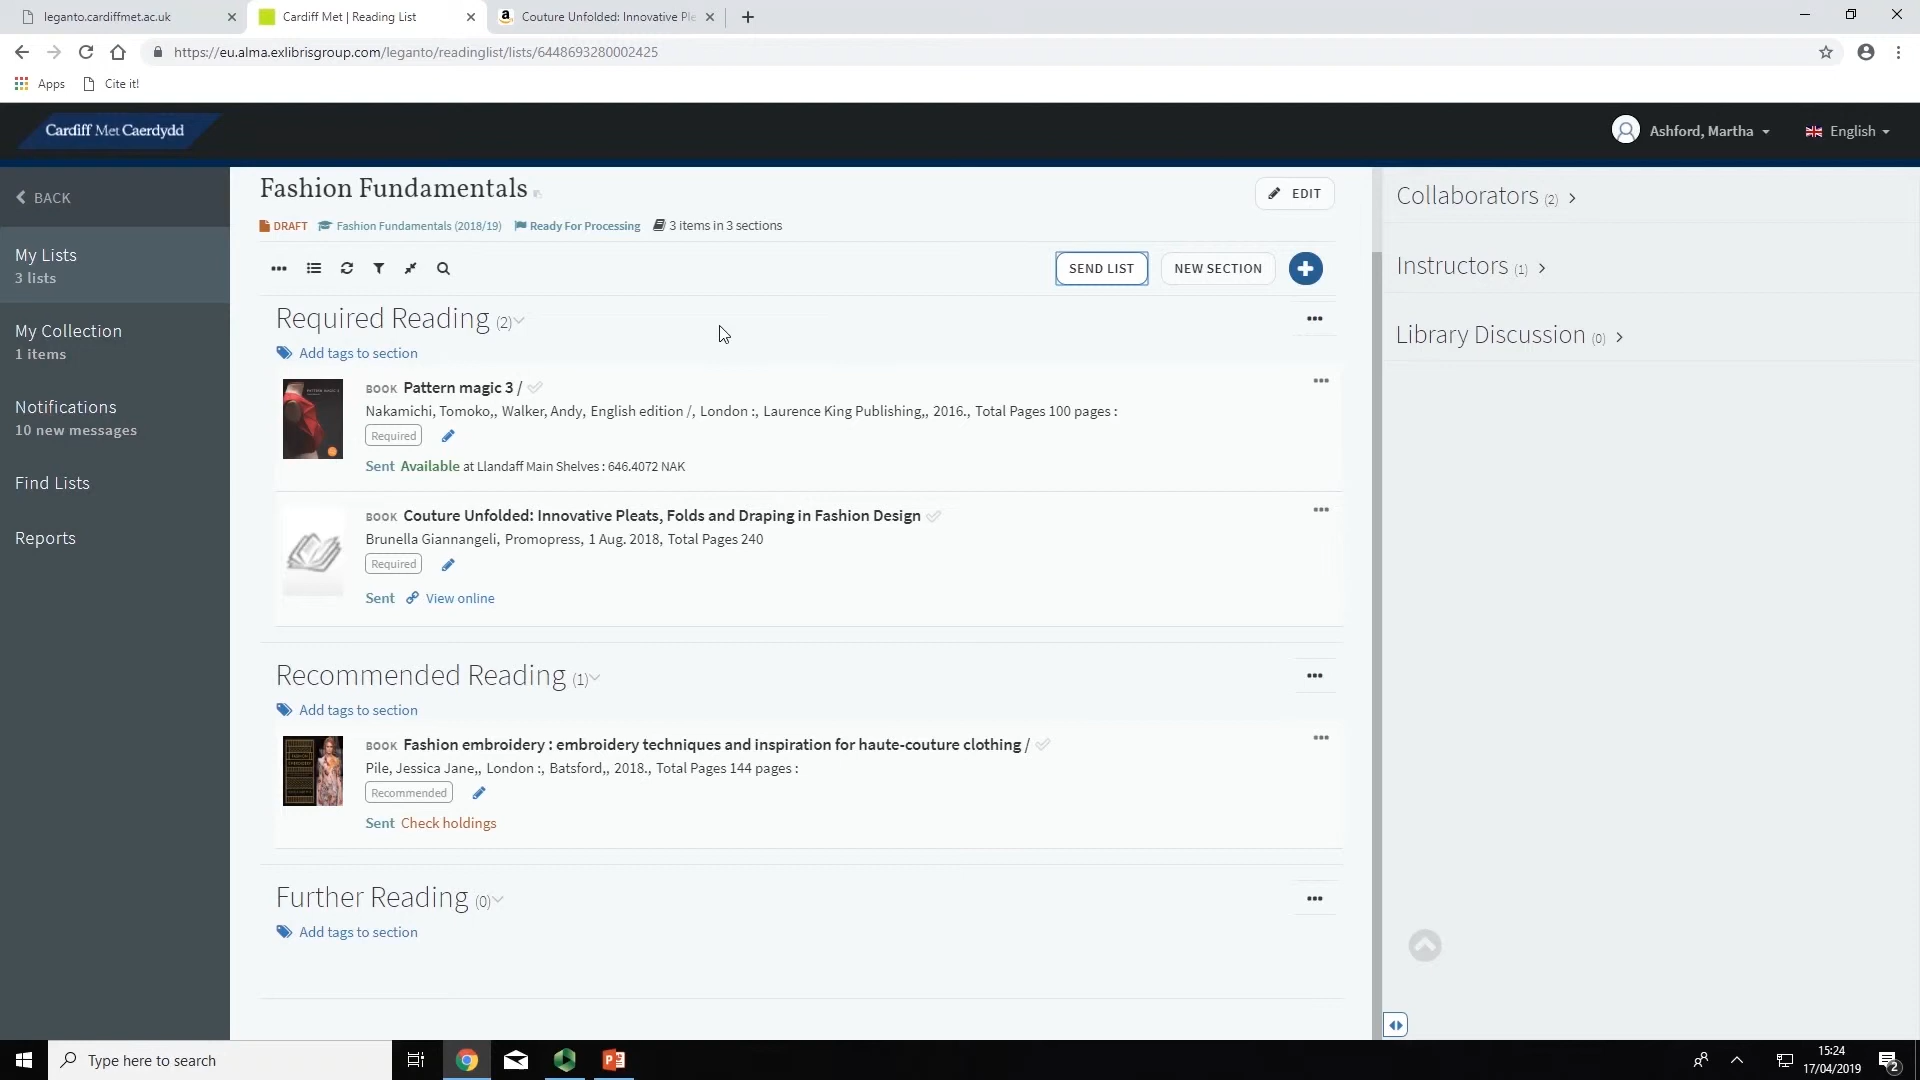 leganto.cardiffmet.ac.uk
Cardiff Met | Reading List
Couture Unfolded: Innovative Ple
https://eu.alma.exlibrisgroup.com/leganto/readinglist/lists/6448693280002425
Apps
Cite it!
Cardiff Met Caerdydd
Ashford, Martha
English
BACK
My Lists
3 lists
My Collection
1 items
Notifications
10 new messages
Find Lists
Reports
Fashion Fundamentals
EDIT
DRAFT Fashion Fundamentals (2018/19) Ready For Processing 3 items in 3 sections
SEND LIST
NEW SECTION
Required Reading (2)
Add tags to section
BOOK Pattern magic 3 /
Nakamichi, Tomoko,, Walker, Andy, English edition /, London :, Laurence King Publishing,, 2016., Total Pages 100 pages :
Required
Sent Available at Llandaff Main Shelves : 646.4072 NAK
BOOK Couture Unfolded: Innovative Pleats, Folds and Draping in Fashion Design
Brunella Giannangeli, Promopress, 1 Aug. 2018, Total Pages 240
Required
Sent View online
Recommended Reading (1)
Add tags to section
BOOK Fashion embroidery : embroidery techniques and inspiration for haute-couture clothing /
Pile, Jessica Jane,, London :, Batsford,, 2018., Total Pages 144 pages :
Recommended
Sent Check holdings
Further Reading (0)
Add tags to section
Collaborators (2)
Instructors (1)
Library Discussion (0)
Type here to search
15:24
17/04/2019
2